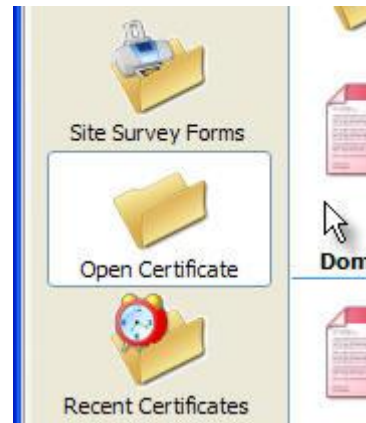 Site Survey Forms
Open Certificate
Dom
Recent Certificates